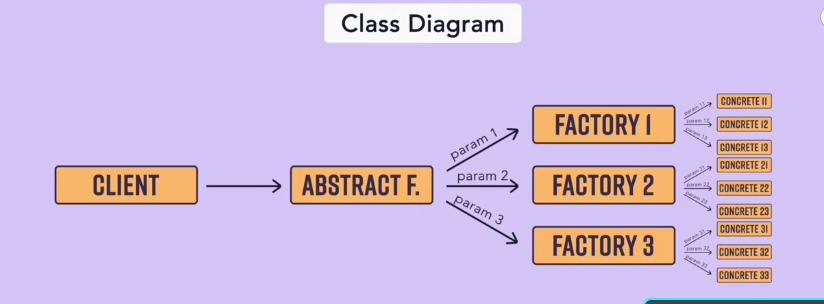 Class Diagram
CLIENT
ABSTRACT F.
param 1
param 2
param 3
FACTORY 1
FACTORY 2
FACTORY 3
param 11
param 12
param 13
param 21
param 22
param 23
param 31
param 32
param 33
CONCRETE 11
CONCRETE 12
CONCRETE 13
CONCRETE 21
CONCRETE 22
CONCRETE 23
CONCRETE 31
CONCRETE 32
CONCRETE 33